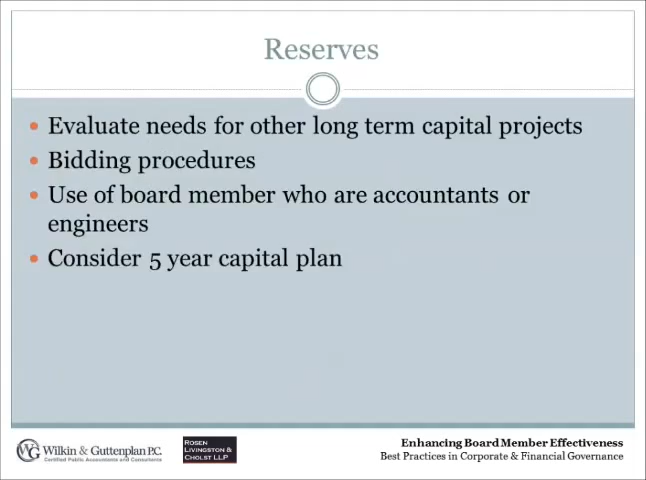 Reserves
Evaluate needs for other long term capital projects
Bidding procedures
Use of board member who are accountants or
engineers
Consider 5 year capital plan
WG Wilkin & Guttenplan P.C.
Certified Public Accountants and Consultants
ROSEN
LIVINGSTON &
CHOLST LLP
Enhancing Board Member Effectiveness
Best Practices in Corporate & Financial Governance